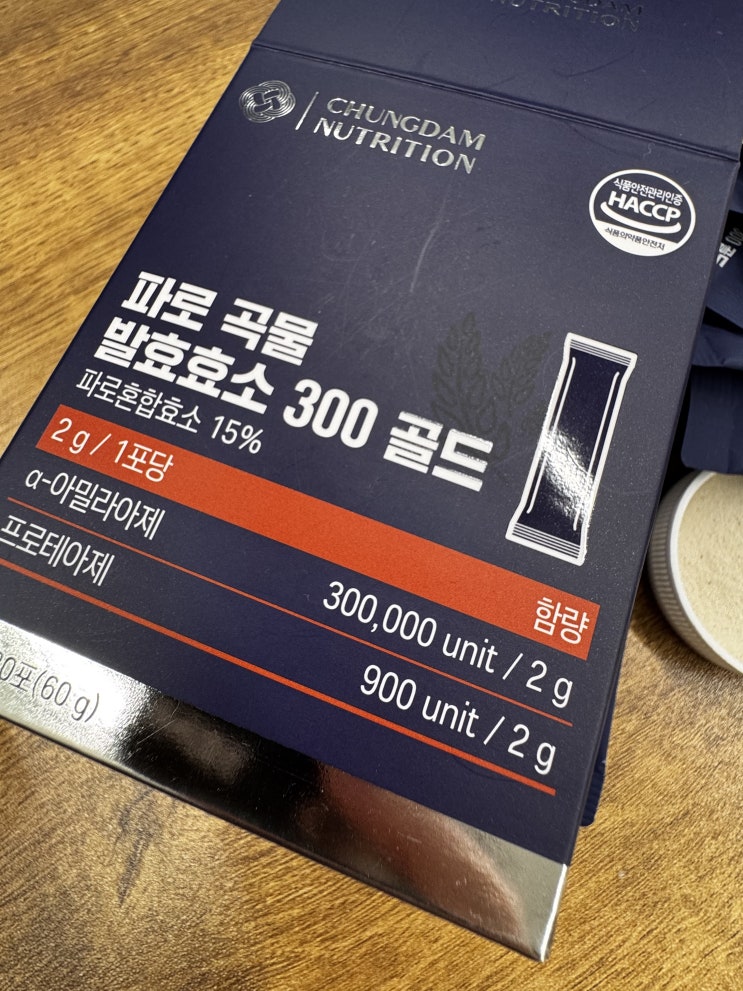 NUTRITION
CHUNGDAM
NUTRITION
식품안전관리인증
HACCP
식품의약품안전처
파로 곡물
발효효소 300 골드
파로혼합효소 15%
2 g / 1포당
함량
α-아밀라아제
300,000 unit / 2 g
프로테아제
900 unit / 2 g
(60 g)